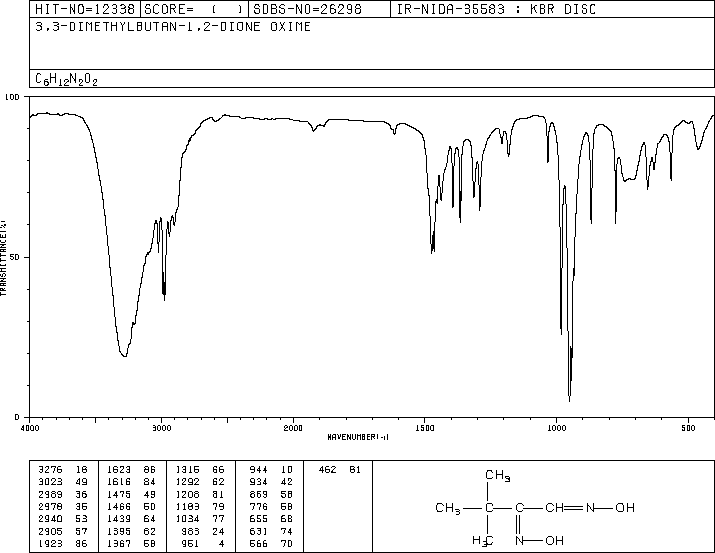 HIT-NO=12338 SCORE= ( ) SDBS-NO=26298 IR-NIDA-35583 : KBR DISC
3,3-DIMETHYLBUTAN-1,2-DIONE OXIME
C6H12N2O2
100
50
0
TRANSMITTANCE(%)
4000 3000 2000 1500 1000 500
WAVENUMBER(-1)
3276 18 1623 86 1316 66 944 10 462 81
3023 49 1616 84 1292 62 934 42
2989 36 1475 49 1208 81 869 58
2978 35 1466 50 1183 79 776 58
2940 53 1439 64 1034 77 655 68
2905 57 1395 62 983 24 631 74
1923 86 1367 58 951 4 566 70
CH3
CH3 C C CH N OH
H3C N OH